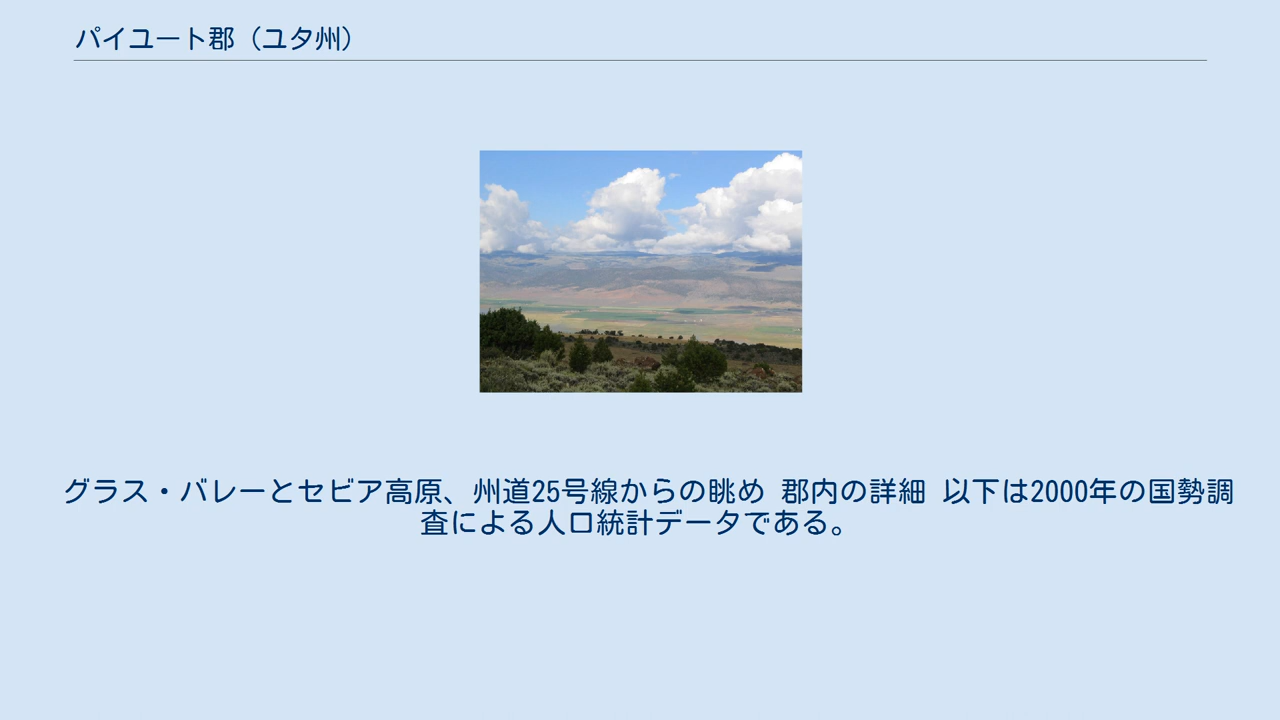 パイユート郡（ユタ州）
グラス・バレーとセビア高原、州道25号線からの眺め 郡内の詳細 以下は2000年の国勢調
査による人口統計データである。